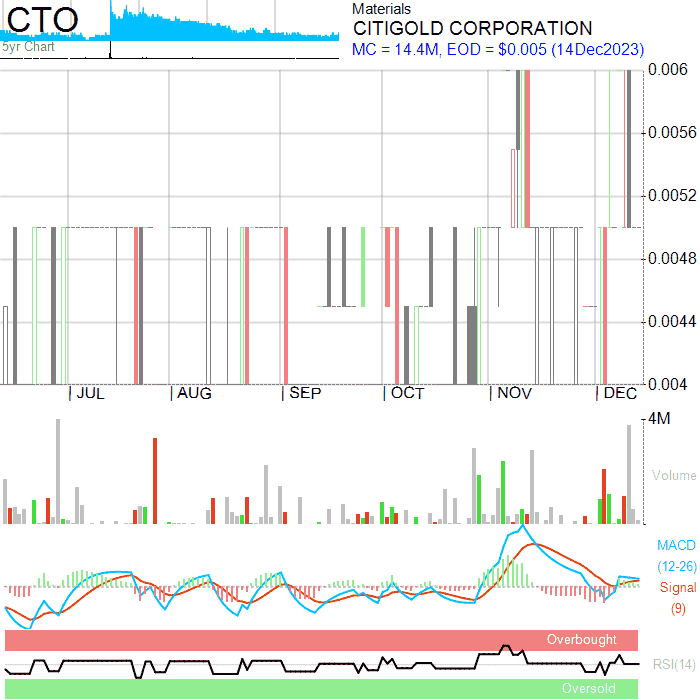 CTO
5yr Chart
Materials
CITIGOLD CORPORATION
MC = 14.4M, EOD = $0.005 (14Dec2023)
0.006
0.0056
0.0052
0.0048
0.0044
0.004
JUL AUG SEP OCT NOV DEC
4M
Volume
MACD
(12-26)
Signal
(9)
Overbought
RSI(14)
Oversold